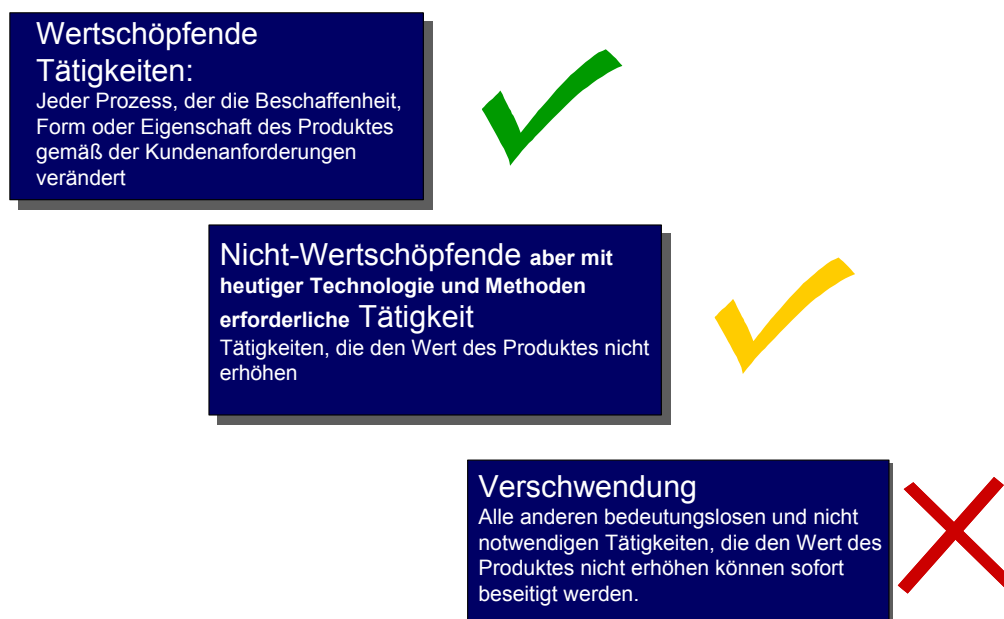 Wertschöpfende
Tätigkeiten:
Jeder Prozess, der die Beschaffenheit,
Form oder Eigenschaft des Produktes
gemäß der Kundenanforderungen
verändert
Nicht-Wertschöpfende aber mit
heutiger Technologie und Methoden
erforderliche Tätigkeit
Tätigkeiten, die den Wert des Produktes nicht
erhöhen
Verschwendung
Alle anderen bedeutungslosen und nicht
notwendigen Tätigkeiten, die den Wert des
Produktes nicht erhöhen können sofort
beseitigt werden.